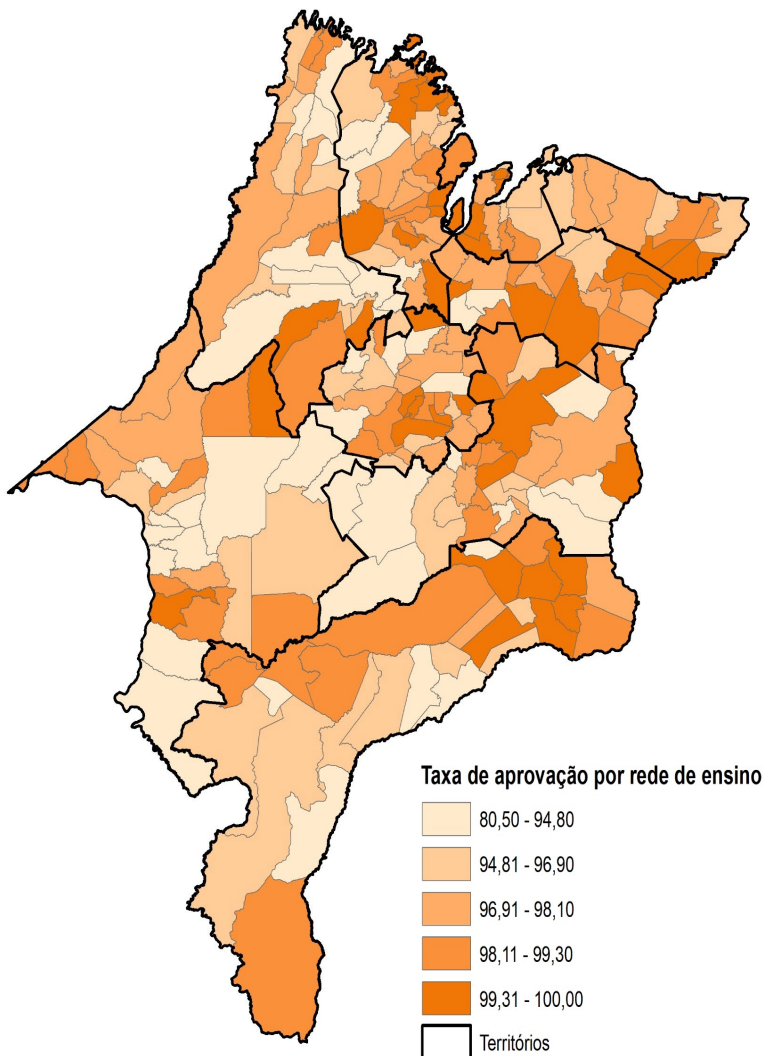 Taxa de aprovação por rede de ensino
80,50 - 94,80
94,81 - 96,90
96,91 - 98,10
98,11 - 99,30
99,31 - 100,00
Territórios